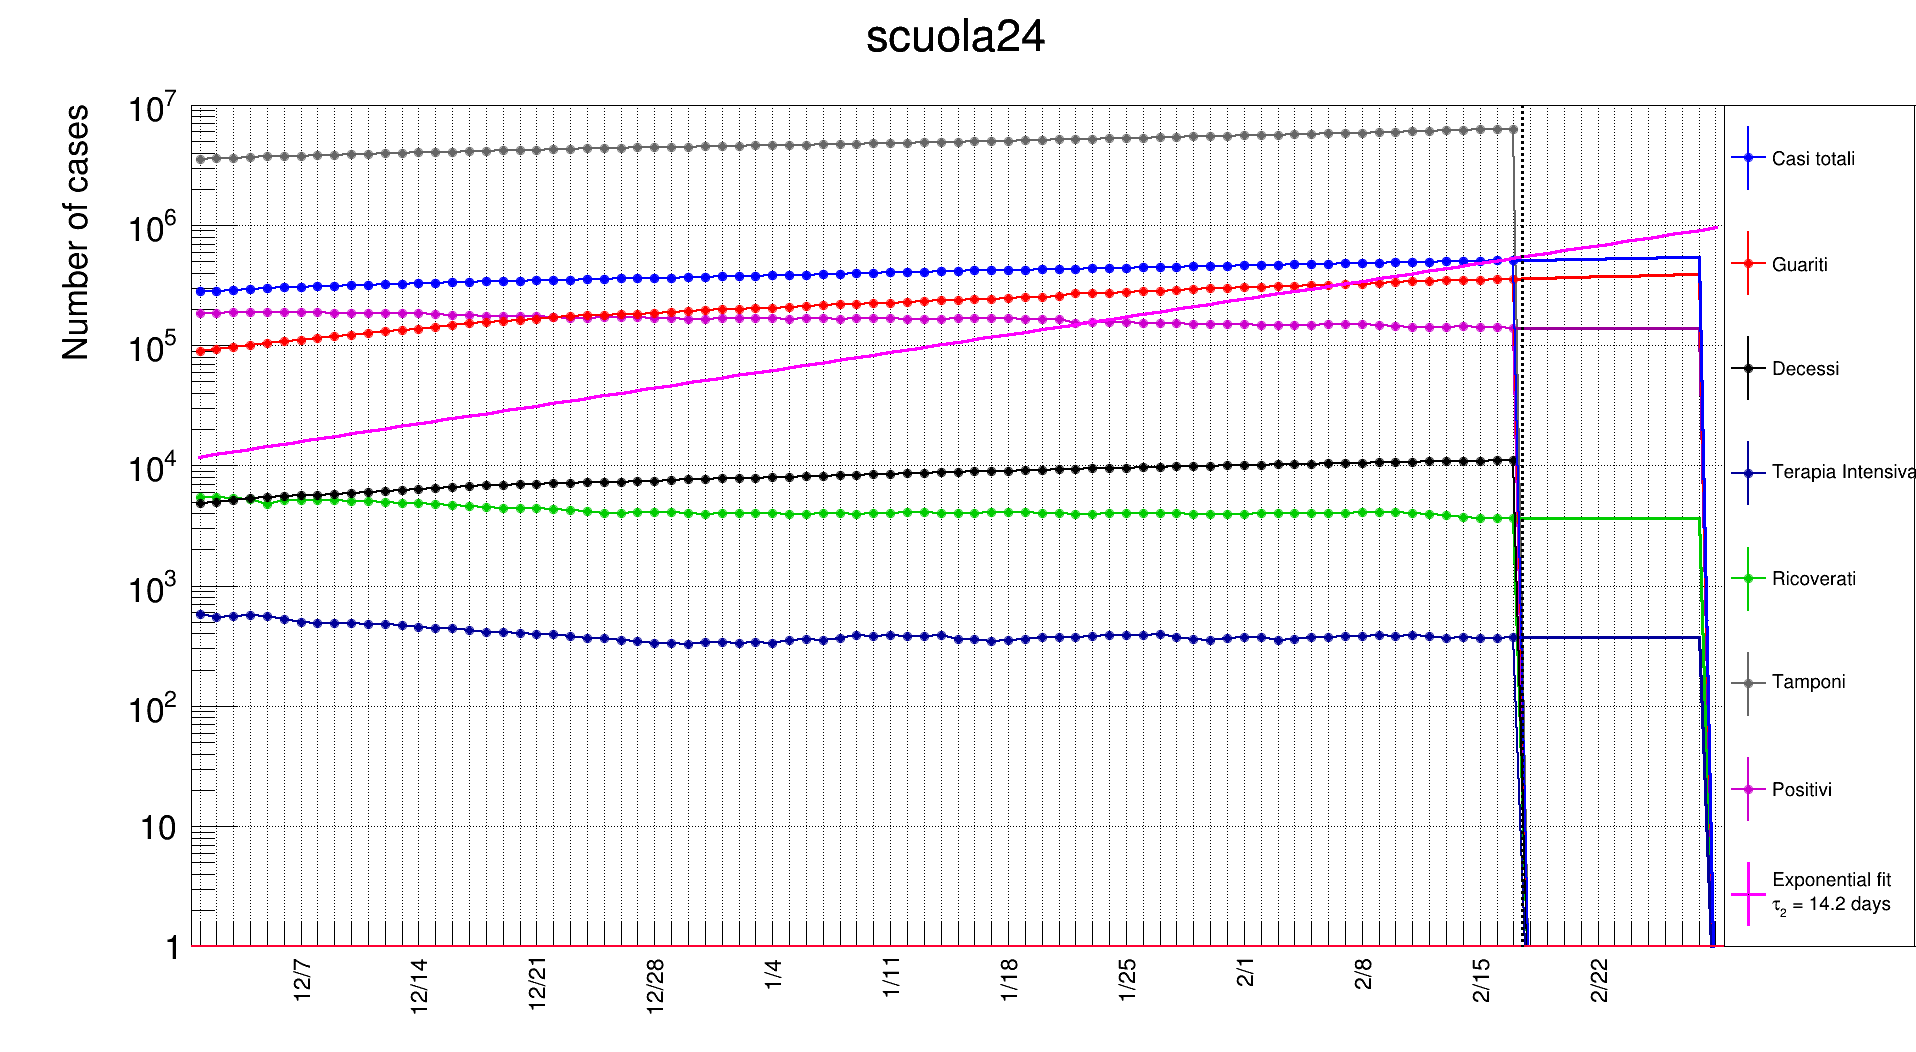 scuola24
Number of cases
10^7
10^6
10^5
10^4
10^3
10^2
10
1
12/7
12/14
12/21
12/28
1/4
1/11
1/18
1/25
2/1
2/8
2/15
2/22
Casi totali
Guariti
Decessi
Terapia Intensiva
Ricoverati
Tamponi
Positivi
Exponential fit
τ_2 = 14.2 days